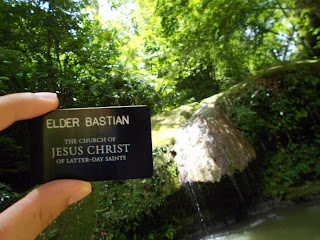 ELDER BASTIAN
THE CHURCH OF
JESUS CHRIST
OF LATTER-DAY SAINTS